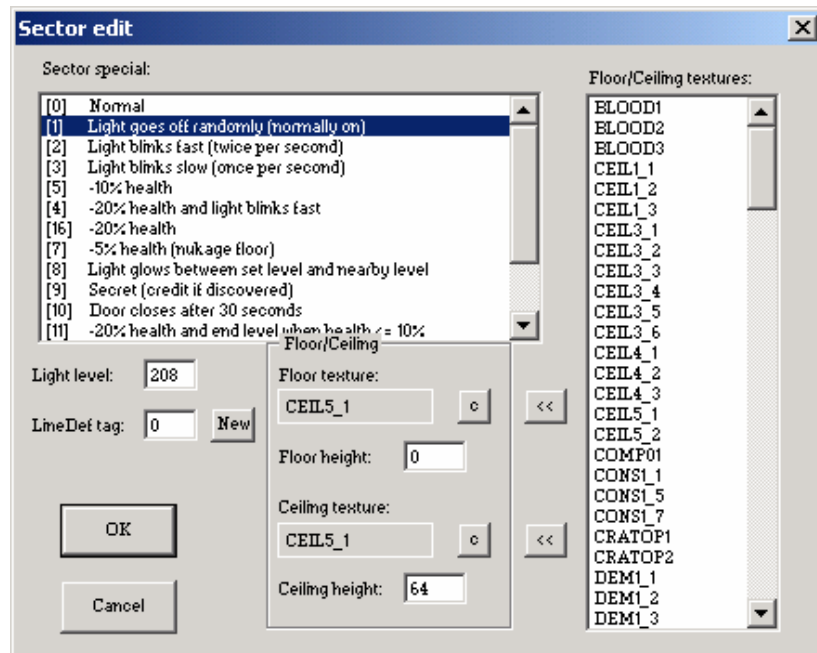 Sector edit
Sector special:
[0] Normal
[1] Light goes off randomly (normally on)
[2] Light blinks fast (twice per second)
[3] Light blinks slow (once per second)
[5] -10% health
[4] -20% health and light blinks fast
[16] -20% health
[7] -5% health (nukage floor)
[8] Light glows between set level and nearby level
[9] Secret (credit if discovered)
[10] Door closes after 30 seconds
[11] -20% health and end level when health <= 10%
Light level: 208
LineDef tag: 0 New
OK
Cancel
Floor/Ceiling
Floor texture:
CEIL5_1 c <<
Floor height: 0
Ceiling texture:
CEIL5_1 c <<
Ceiling height: 64
Floor/Ceiling textures:
BLOOD1
BLOOD2
BLOOD3
CEIL1_1
CEIL1_2
CEIL1_3
CEIL3_1
CEIL3_2
CEIL3_3
CEIL3_4
CEIL3_5
CEIL3_6
CEIL4_1
CEIL4_2
CEIL4_3
CEIL5_1
CEIL5_2
COMP01
CONS1_1
CONS1_5
CONS1_7
CRATOP1
CRATOP2
DEM1_1
DEM1_2
DEM1_3